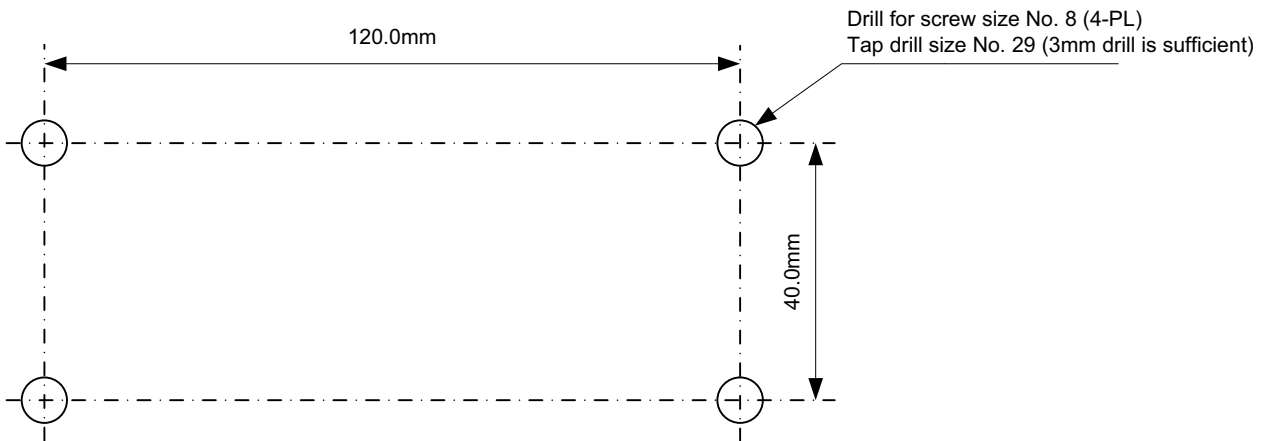 120.0mm
Drill for screw size No. 8 (4-PL)
Tap drill size No. 29 (3mm drill is sufficient)
40.0mm